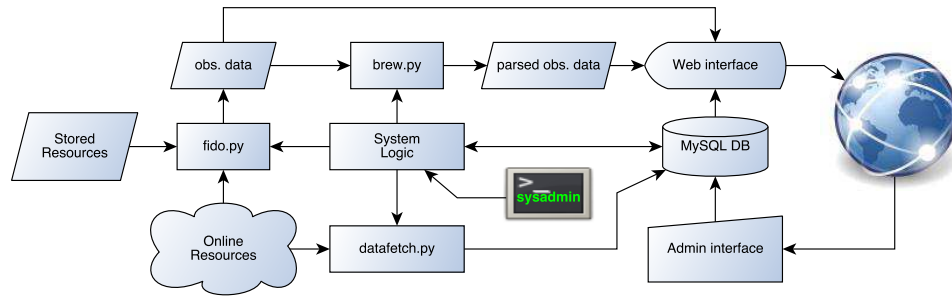 obs. data
brew.py
parsed obs. data
Web interface
Stored
Resources
fido.py
System
Logic
MySQL DB
>_
sysadmin
Online
Resources
datafetch.py
Admin interface